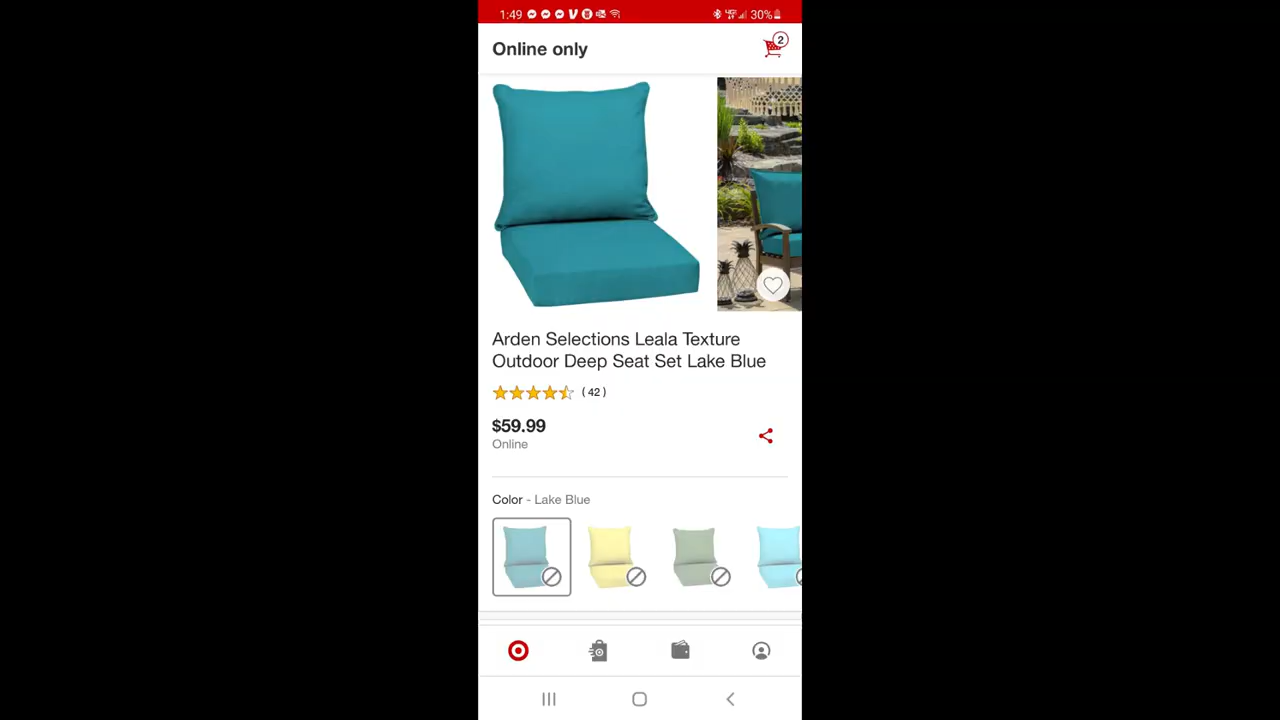 1:49
30%
Online only
2
Arden Selections Leala Texture
Outdoor Deep Seat Set Lake Blue
( 42 )
$59.99
Online
Color - Lake Blue